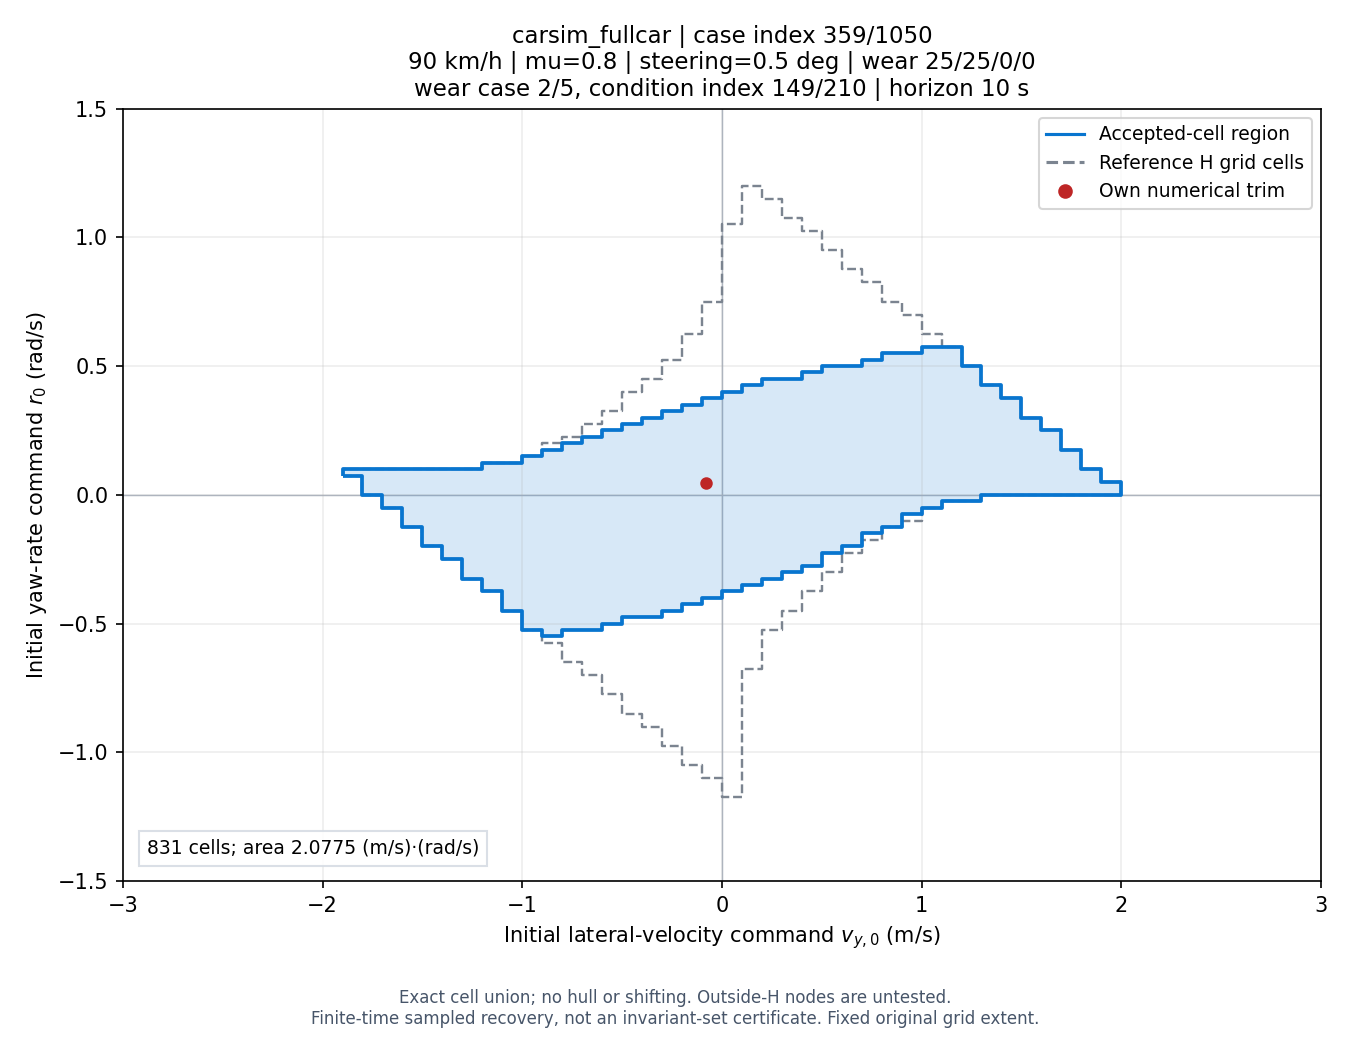 carsim_fullcar | case index 359/1050
90 km/h | mu=0.8 | steering=0.5 deg | wear 25/25/0/0
wear case 2/5, condition index 149/210 | horizon 10 s
Accepted-cell region
Reference H grid cells
Own numerical trim
1.5
1.0
0.5
0.0
−0.5
−1.0
−1.5
Initial yaw-rate command r₀ (rad/s)
831 cells; area 2.0775 (m/s)·(rad/s)
−3
−2
−1
0
1
2
3
Initial lateral-velocity command v_{y,0} (m/s)
Exact cell union; no hull or shifting. Outside-H nodes are untested.
Finite-time sampled recovery, not an invariant-set certificate. Fixed original grid extent.